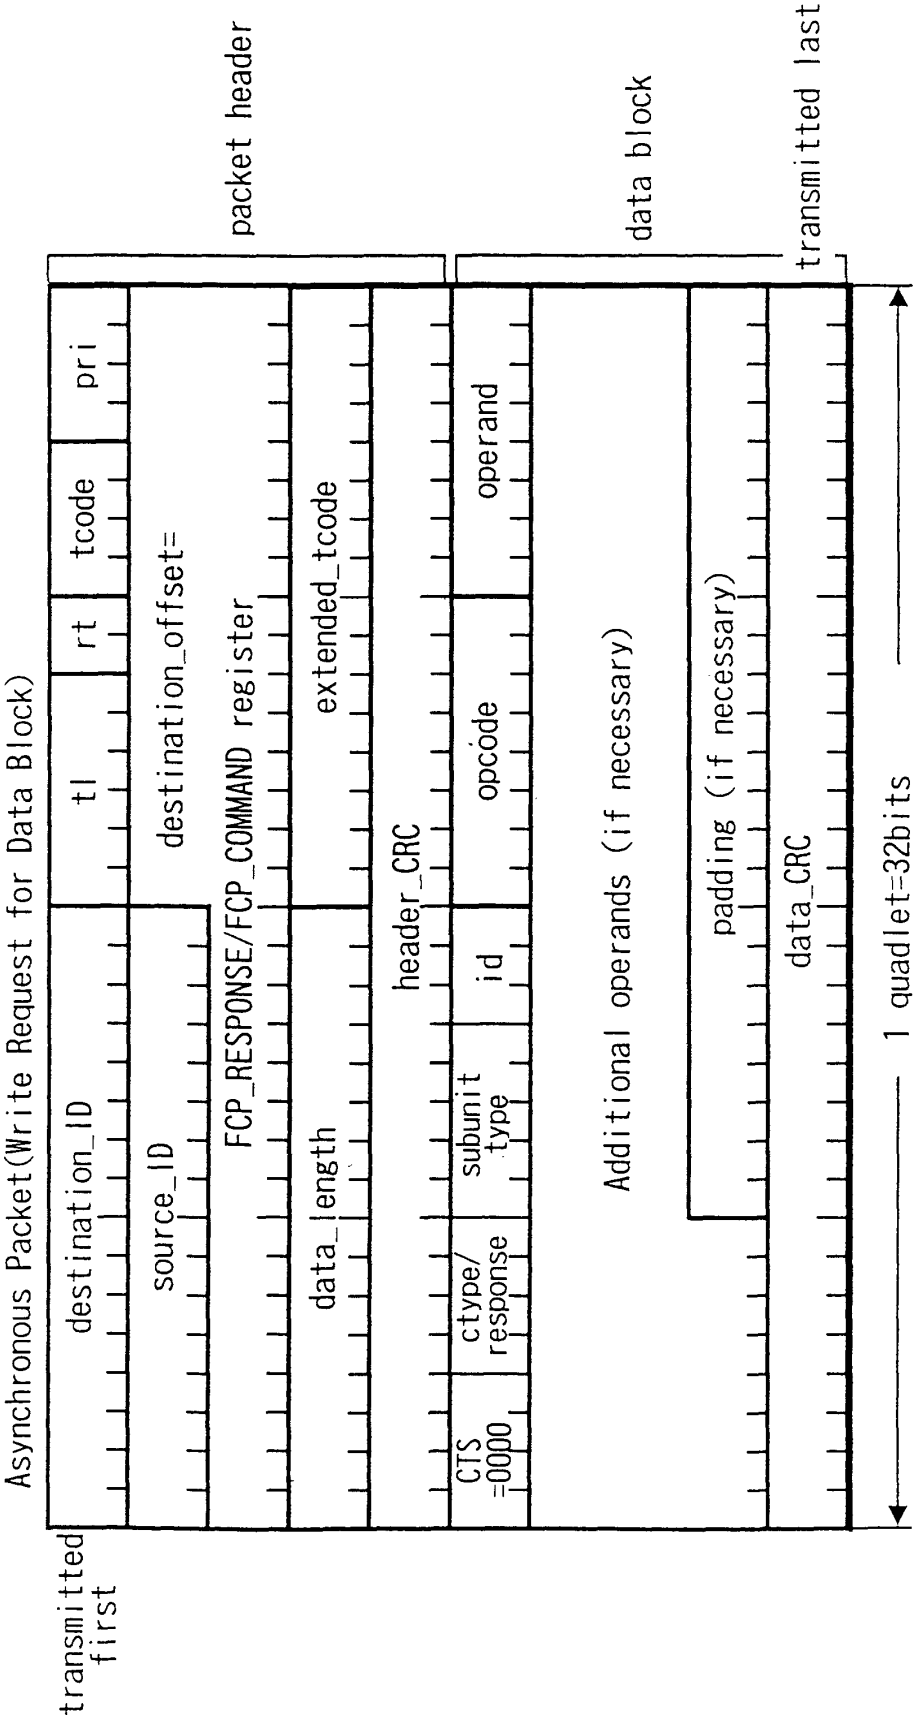 Asynchronous Packet(Write Request for Data Block)
transmitted
first
destination_ID
tl
rt
tcode
pri
source_ID
destination_offset=
FCP_RESPONSE/FCP_COMMAND register
data_length
extended_tcode
header_CRC
packet header
CTS
=0000
ctype/
response
subunit
type
id
opcode
operand
Additional operands (if necessary)
padding (if necessary)
data_CRC
data block
transmitted last
1 quadlet=32bits